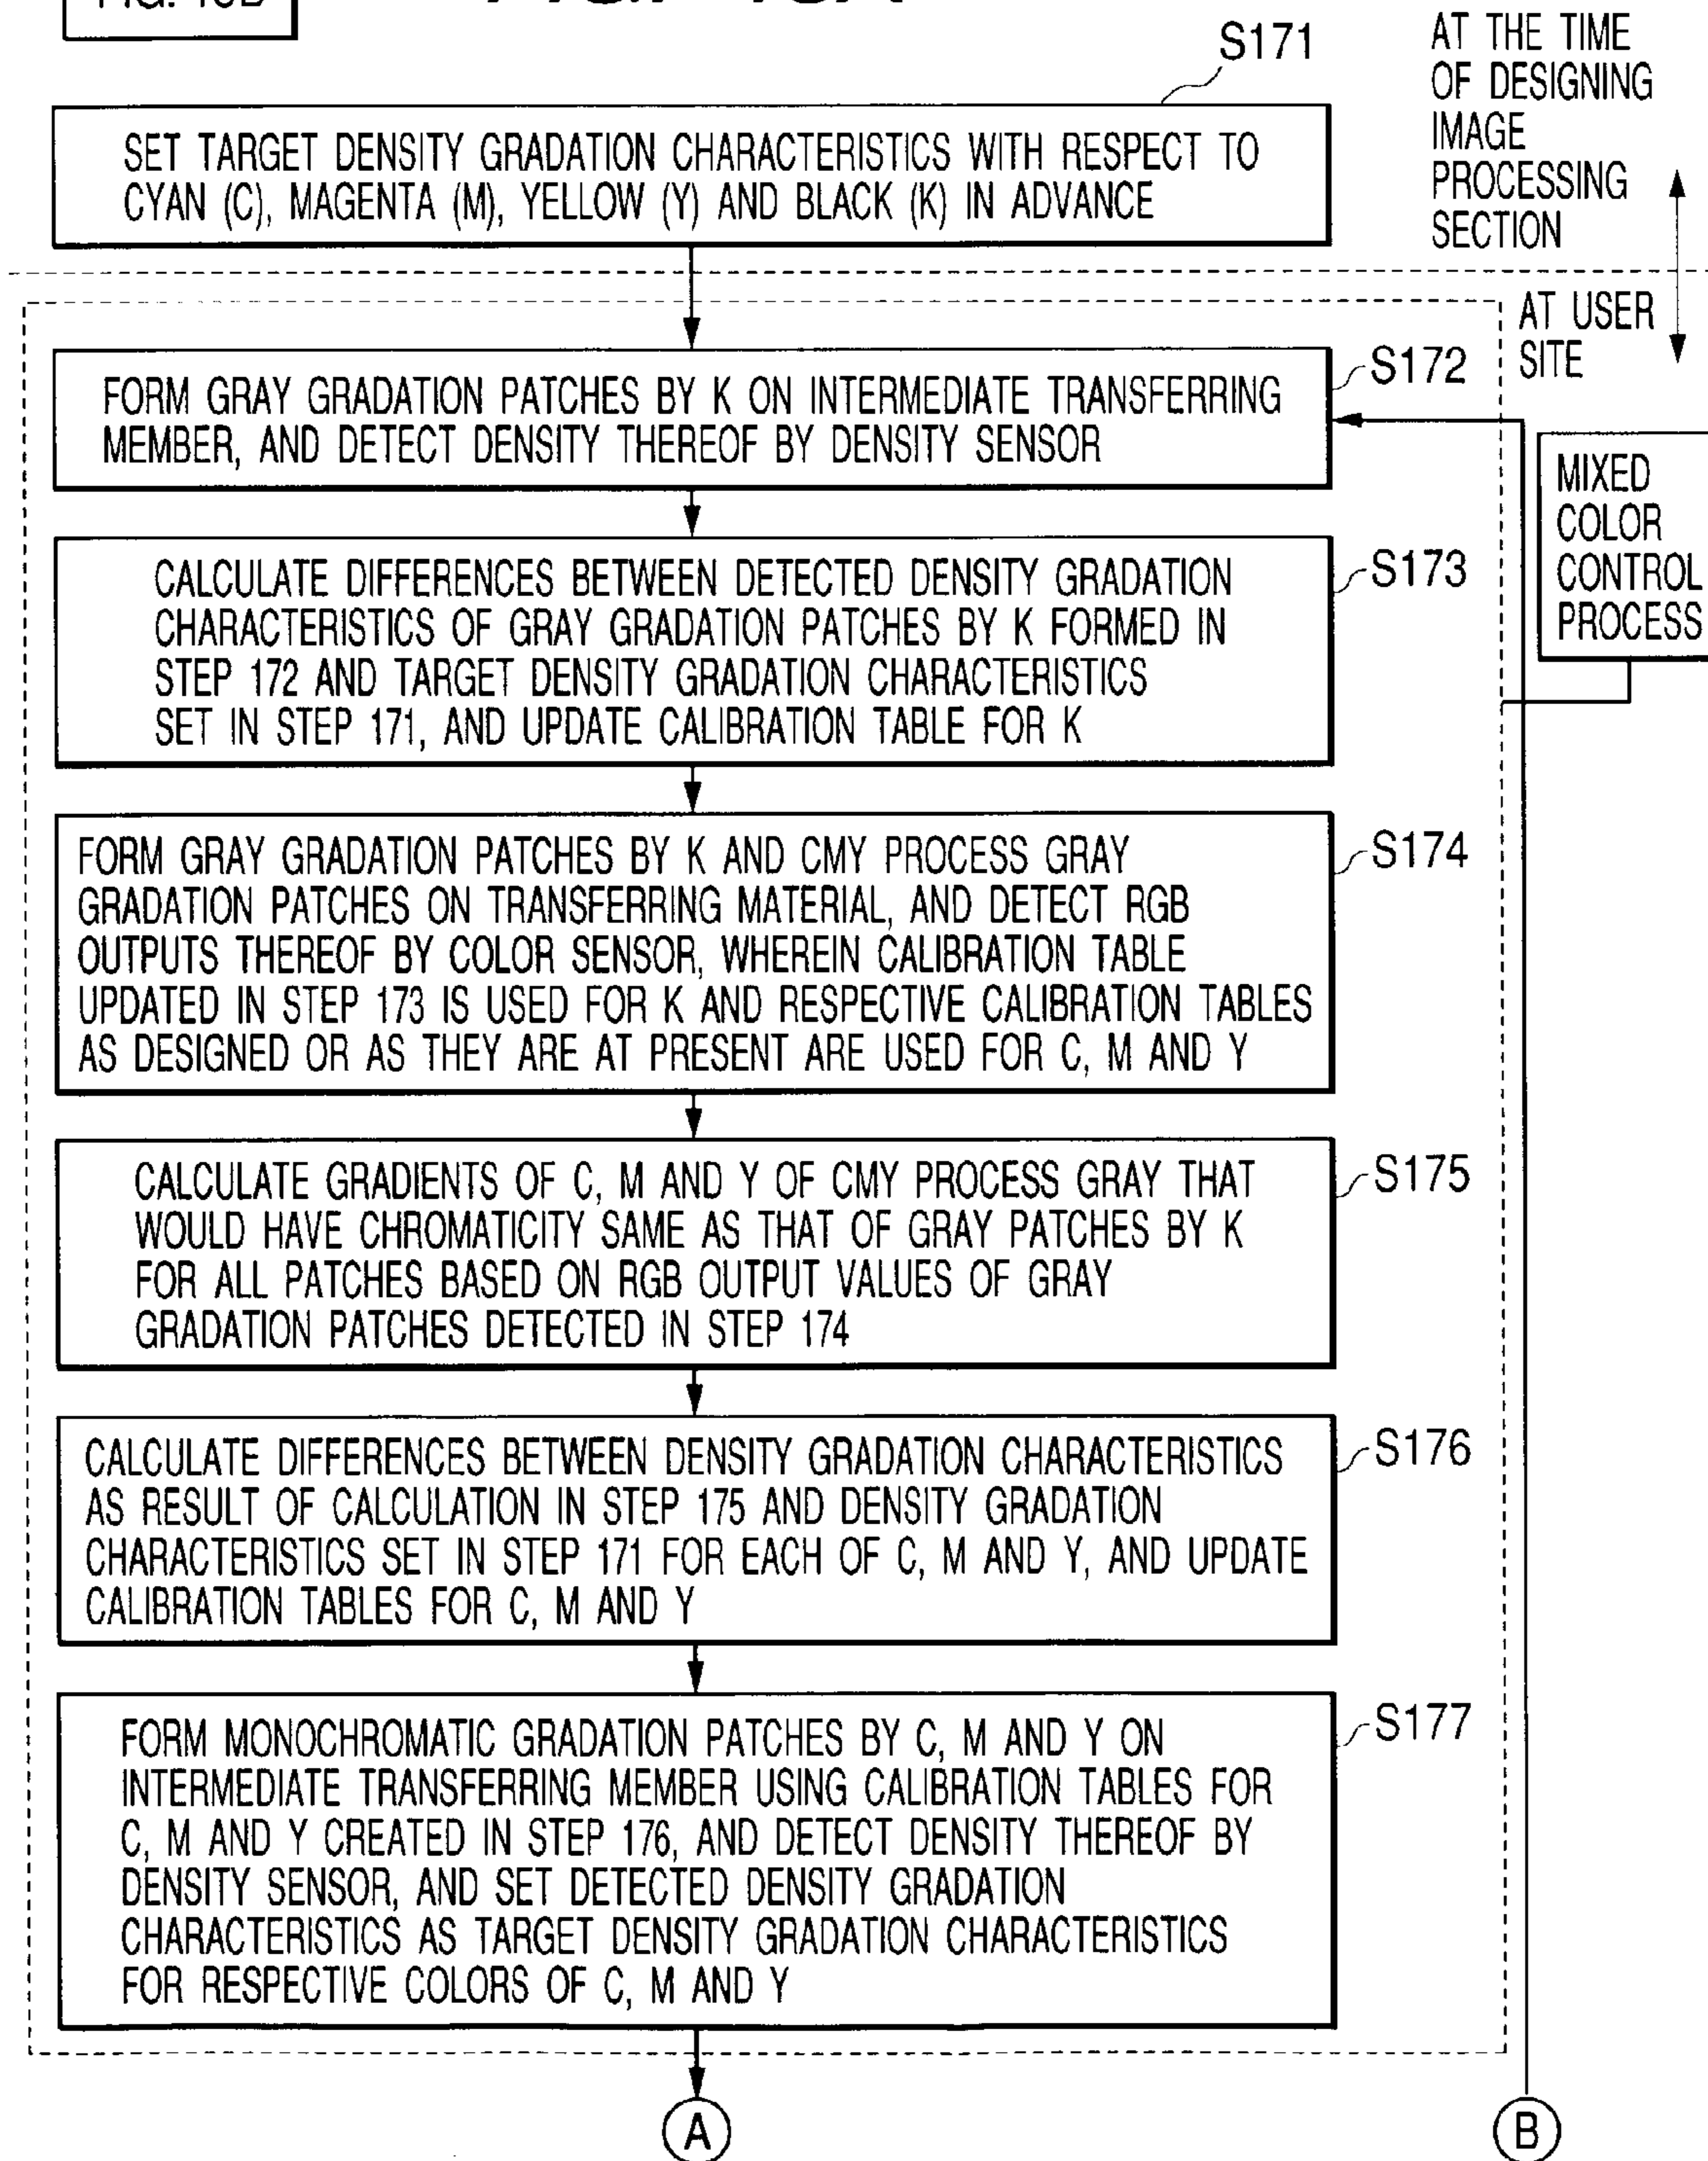 S171
AT THE TIME
OF DESIGNING
IMAGE
PROCESSING
SECTION
SET TARGET DENSITY GRADATION CHARACTERISTICS WITH RESPECT TO
CYAN (C), MAGENTA (M), YELLOW (Y) AND BLACK (K) IN ADVANCE
AT USER
SITE
S172
FORM GRAY GRADATION PATCHES BY K ON INTERMEDIATE TRANSFERRING
MEMBER, AND DETECT DENSITY THEREOF BY DENSITY SENSOR
MIXED
COLOR
CONTROL
PROCESS
S173
CALCULATE DIFFERENCES BETWEEN DETECTED DENSITY GRADATION
CHARACTERISTICS OF GRAY GRADATION PATCHES BY K FORMED IN
STEP 172 AND TARGET DENSITY GRADATION CHARACTERISTICS
SET IN STEP 171, AND UPDATE CALIBRATION TABLE FOR K
S174
FORM GRAY GRADATION PATCHES BY K AND CMY PROCESS GRAY
GRADATION PATCHES ON TRANSFERRING MATERIAL, AND DETECT RGB
OUTPUTS THEREOF BY COLOR SENSOR, WHEREIN CALIBRATION TABLE
UPDATED IN STEP 173 IS USED FOR K AND RESPECTIVE CALIBRATION TABLES
AS DESIGNED OR AS THEY ARE AT PRESENT ARE USED FOR C, M AND Y
S175
CALCULATE GRADIENTS OF C, M AND Y OF CMY PROCESS GRAY THAT
WOULD HAVE CHROMATICITY SAME AS THAT OF GRAY PATCHES BY K
FOR ALL PATCHES BASED ON RGB OUTPUT VALUES OF GRAY
GRADATION PATCHES DETECTED IN STEP 174
S176
CALCULATE DIFFERENCES BETWEEN DENSITY GRADATION CHARACTERISTICS
AS RESULT OF CALCULATION IN STEP 175 AND DENSITY GRADATION
CHARACTERISTICS SET IN STEP 171 FOR EACH OF C, M AND Y, AND UPDATE
CALIBRATION TABLES FOR C, M AND Y
S177
FORM MONOCHROMATIC GRADATION PATCHES BY C, M AND Y ON
INTERMEDIATE TRANSFERRING MEMBER USING CALIBRATION TABLES FOR
C, M AND Y CREATED IN STEP 176, AND DETECT DENSITY THEREOF BY
DENSITY SENSOR, AND SET DETECTED DENSITY GRADATION
CHARACTERISTICS AS TARGET DENSITY GRADATION CHARACTERISTICS
FOR RESPECTIVE COLORS OF C, M AND Y
A
B